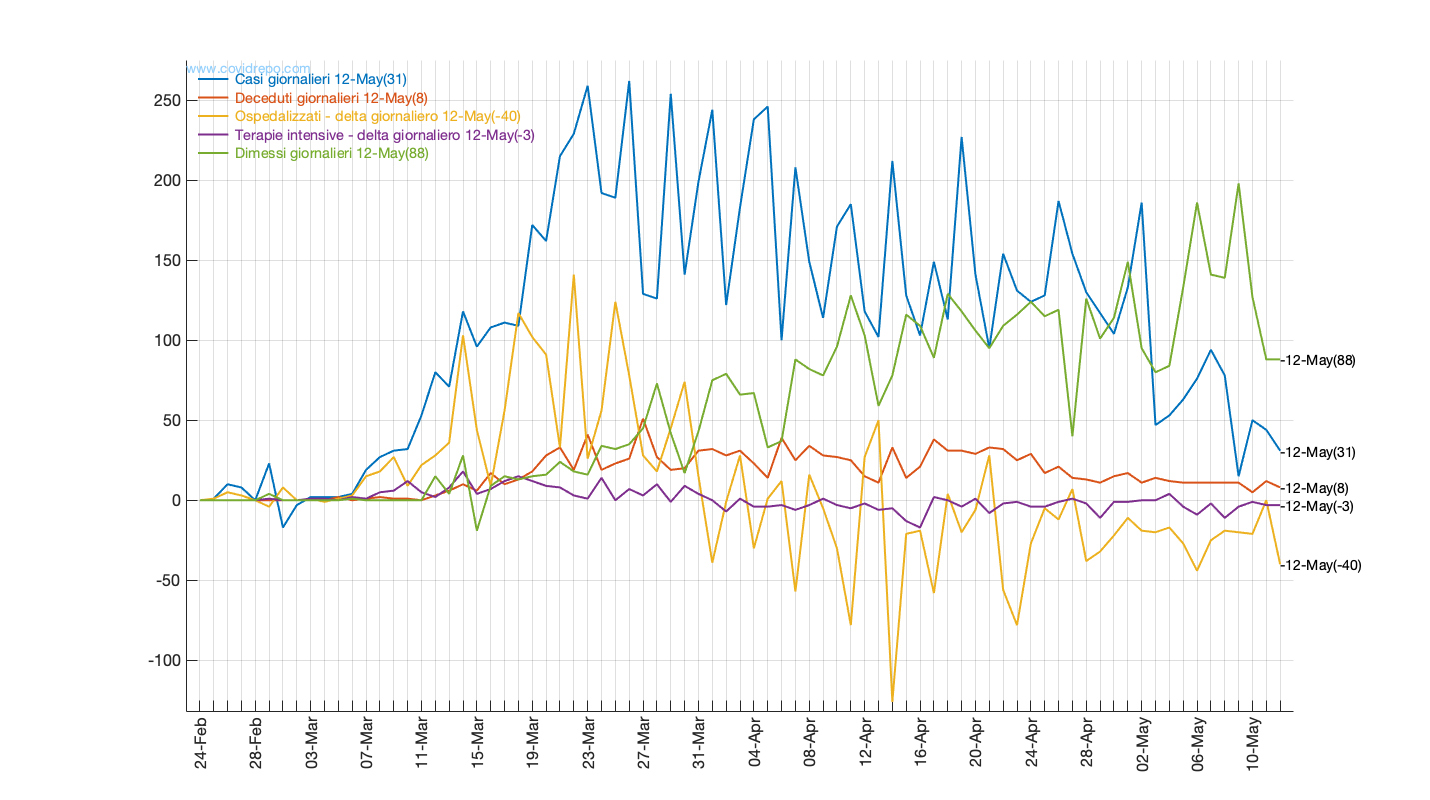 www.covidrepo.com
Casi giornalieri 12-May(31)
Deceduti giornalieri 12-May(8)
Ospedalizzati - delta giornaliero 12-May(-40)
Terapie intensive - delta giornaliero 12-May(-3)
Dimessi giornalieri 12-May(88)
250
200
150
100
50
0
-50
-100
-12-May(88)
-12-May(31)
-12-May(8)
-12-May(-3)
-12-May(-40)
24-Feb
28-Feb
03-Mar
07-Mar
11-Mar
15-Mar
19-Mar
23-Mar
27-Mar
31-Mar
04-Apr
08-Apr
12-Apr
16-Apr
20-Apr
24-Apr
28-Apr
02-May
06-May
10-May